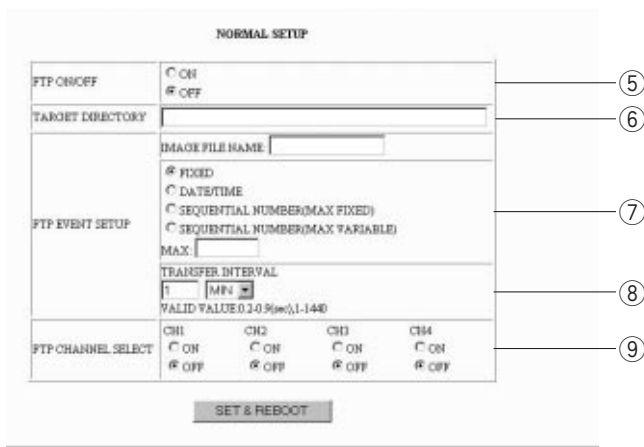 NORMAL SETUP
FTP ON/OFF
ON
OFF
⑤
TARGET DIRECTORY
⑥
FTP EVENT SETUP
IMAGE FILE NAME:
FIXED
DATE/TIME
SEQUENTIAL NUMBER(MAX FIXED)
SEQUENTIAL NUMBER(MAX VARIABLE)
MAX:
⑦
TRANSFER INTERVAL
1 MIN
VALID VALUE:0.2-0.9(sec),1-1440
⑧
FTP CHANNEL SELECT
CH1 CH2 CH3 CH4
ON ON ON ON
OFF OFF OFF OFF
⑨
SET & REBOOT